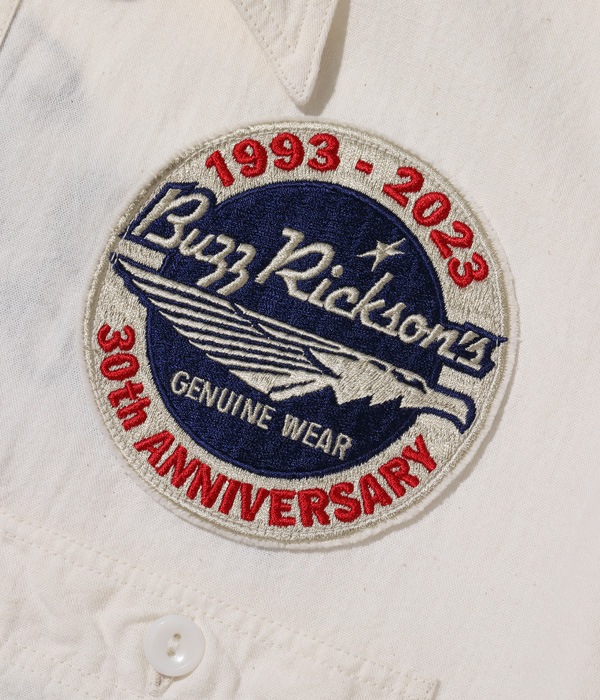 1993 - 2023
Buzz Rickson's
GENUINE WEAR
30th ANNIVERSARY